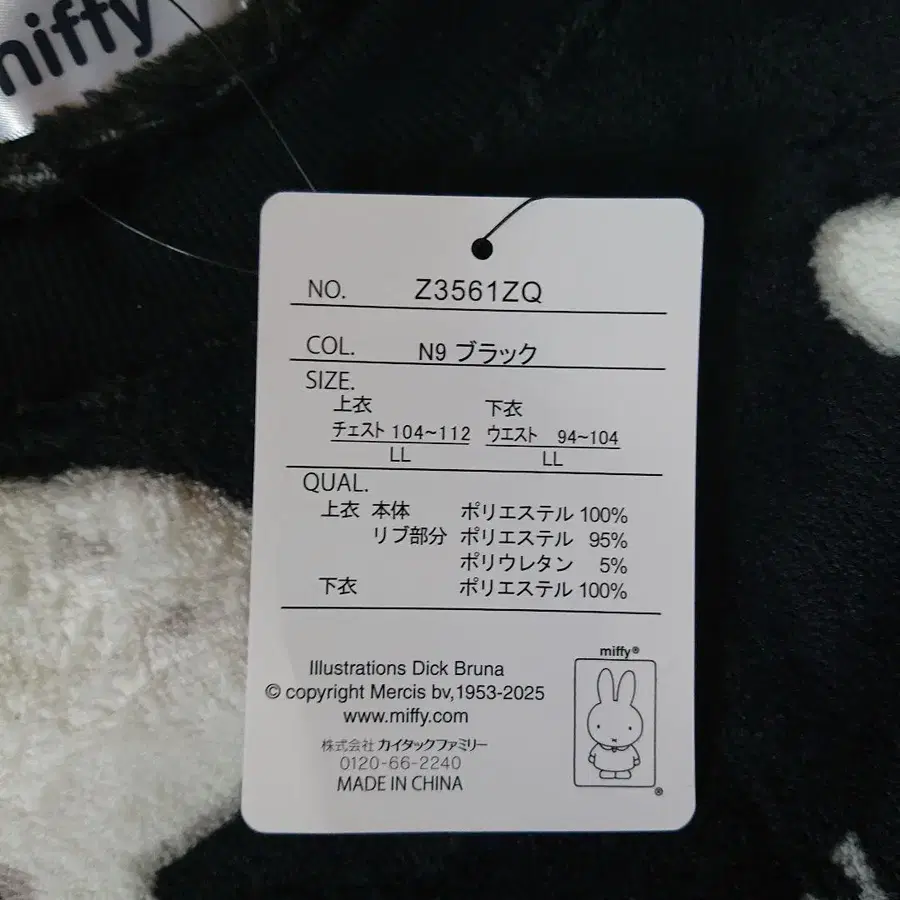 miffy
NO. Z3561ZQ
COL. N9 ブラック
SIZE.
上衣 下衣
チェスト 104~112 ウエスト 94~104
LL LL
QUAL.
上衣 本体 ポリエステル 100%
リブ部分 ポリエステル 95%
ポリウレタン 5%
下衣 ポリエステル 100%
miffy®
Illustrations Dick Bruna
© copyright Mercis bv,1953-2025
www.miffy.com
株式会社 カイタックファミリー
0120-66-2240
MADE IN CHINA
®